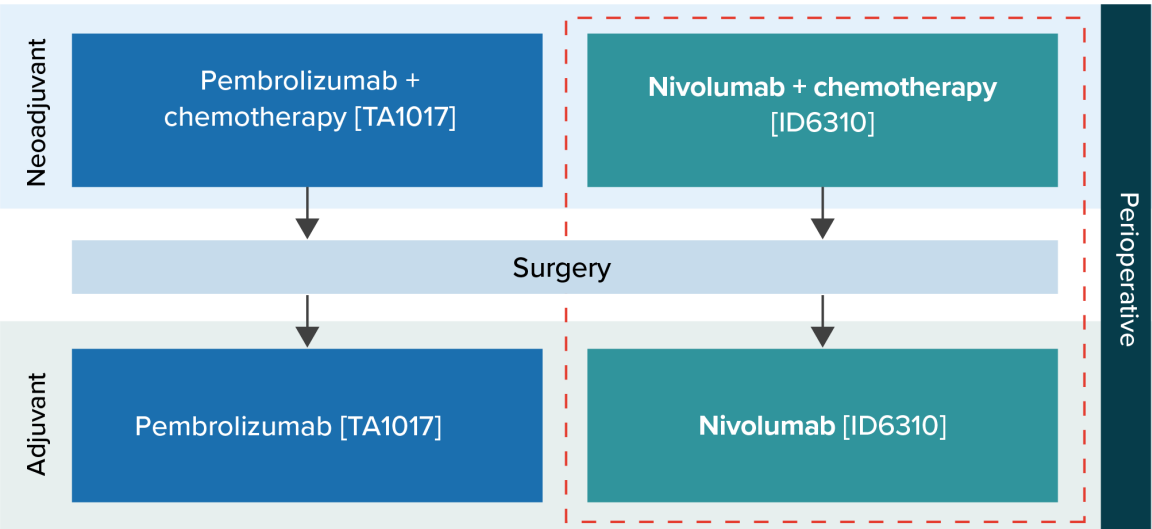 Neoadjuvant
Pembrolizumab +
chemotherapy [TA1017]
Nivolumab + chemotherapy
[ID6310]
Surgery
Adjuvant
Pembrolizumab [TA1017]
Nivolumab [ID6310]
Perioperative